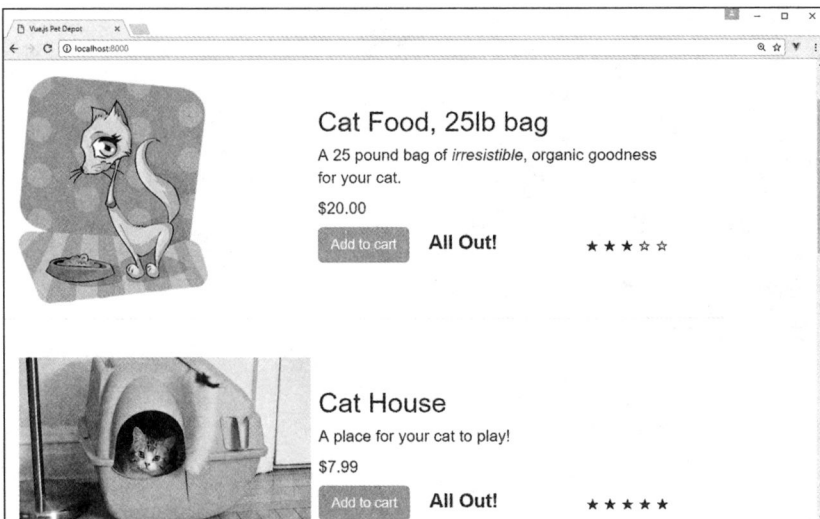 Vue.js Pet Depot
localhost:8000
Cat Food, 25lb bag
A 25 pound bag of irresistible, organic goodness
for your cat.
$20.00
Add to cart All Out!
Cat House
A place for your cat to play!
$7.99
Add to cart All Out!